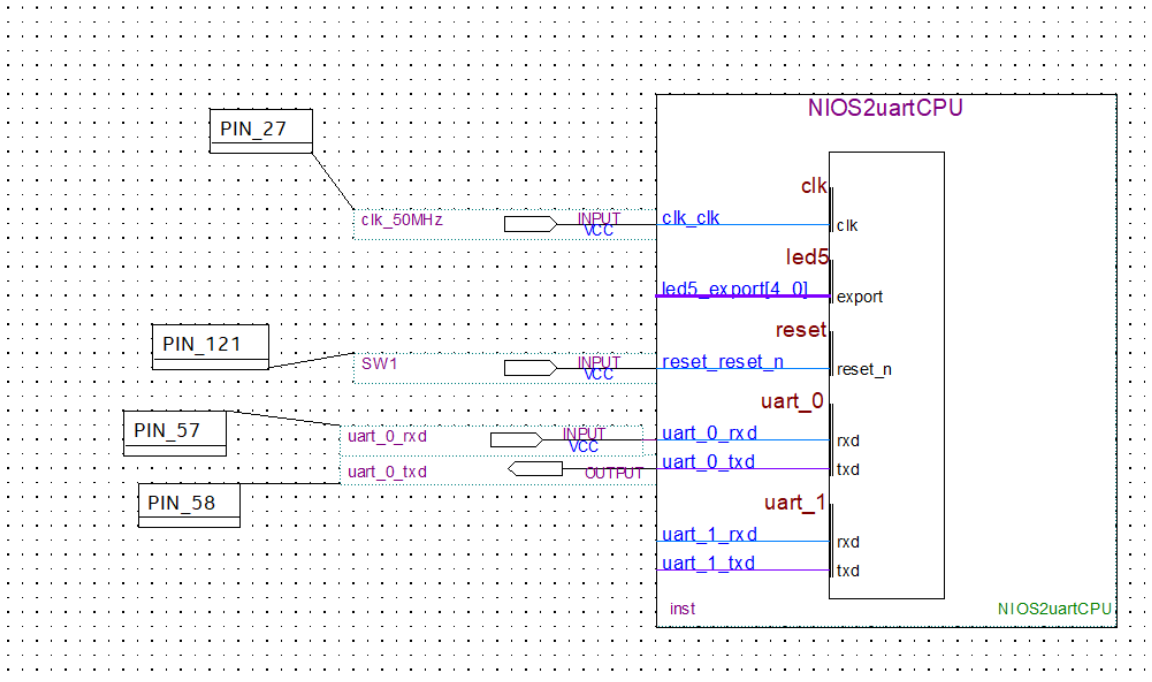 NIOS2uartCPU
PIN_27
clk
clk_50MHz
INPUT
VCC
clk_clk
clk
led5
led5_export[4..0]
export
reset
PIN_121
SW1
INPUT
VCC
reset_reset_n
reset_n
uart_0
PIN_57
uart_0_rxd
INPUT
VCC
uart_0_rxd
rxd
uart_0_txd
OUTPUT
uart_0_txd
txd
PIN_58
uart_1
uart_1_rxd
rxd
uart_1_txd
txd
inst
NIOS2uartCPU